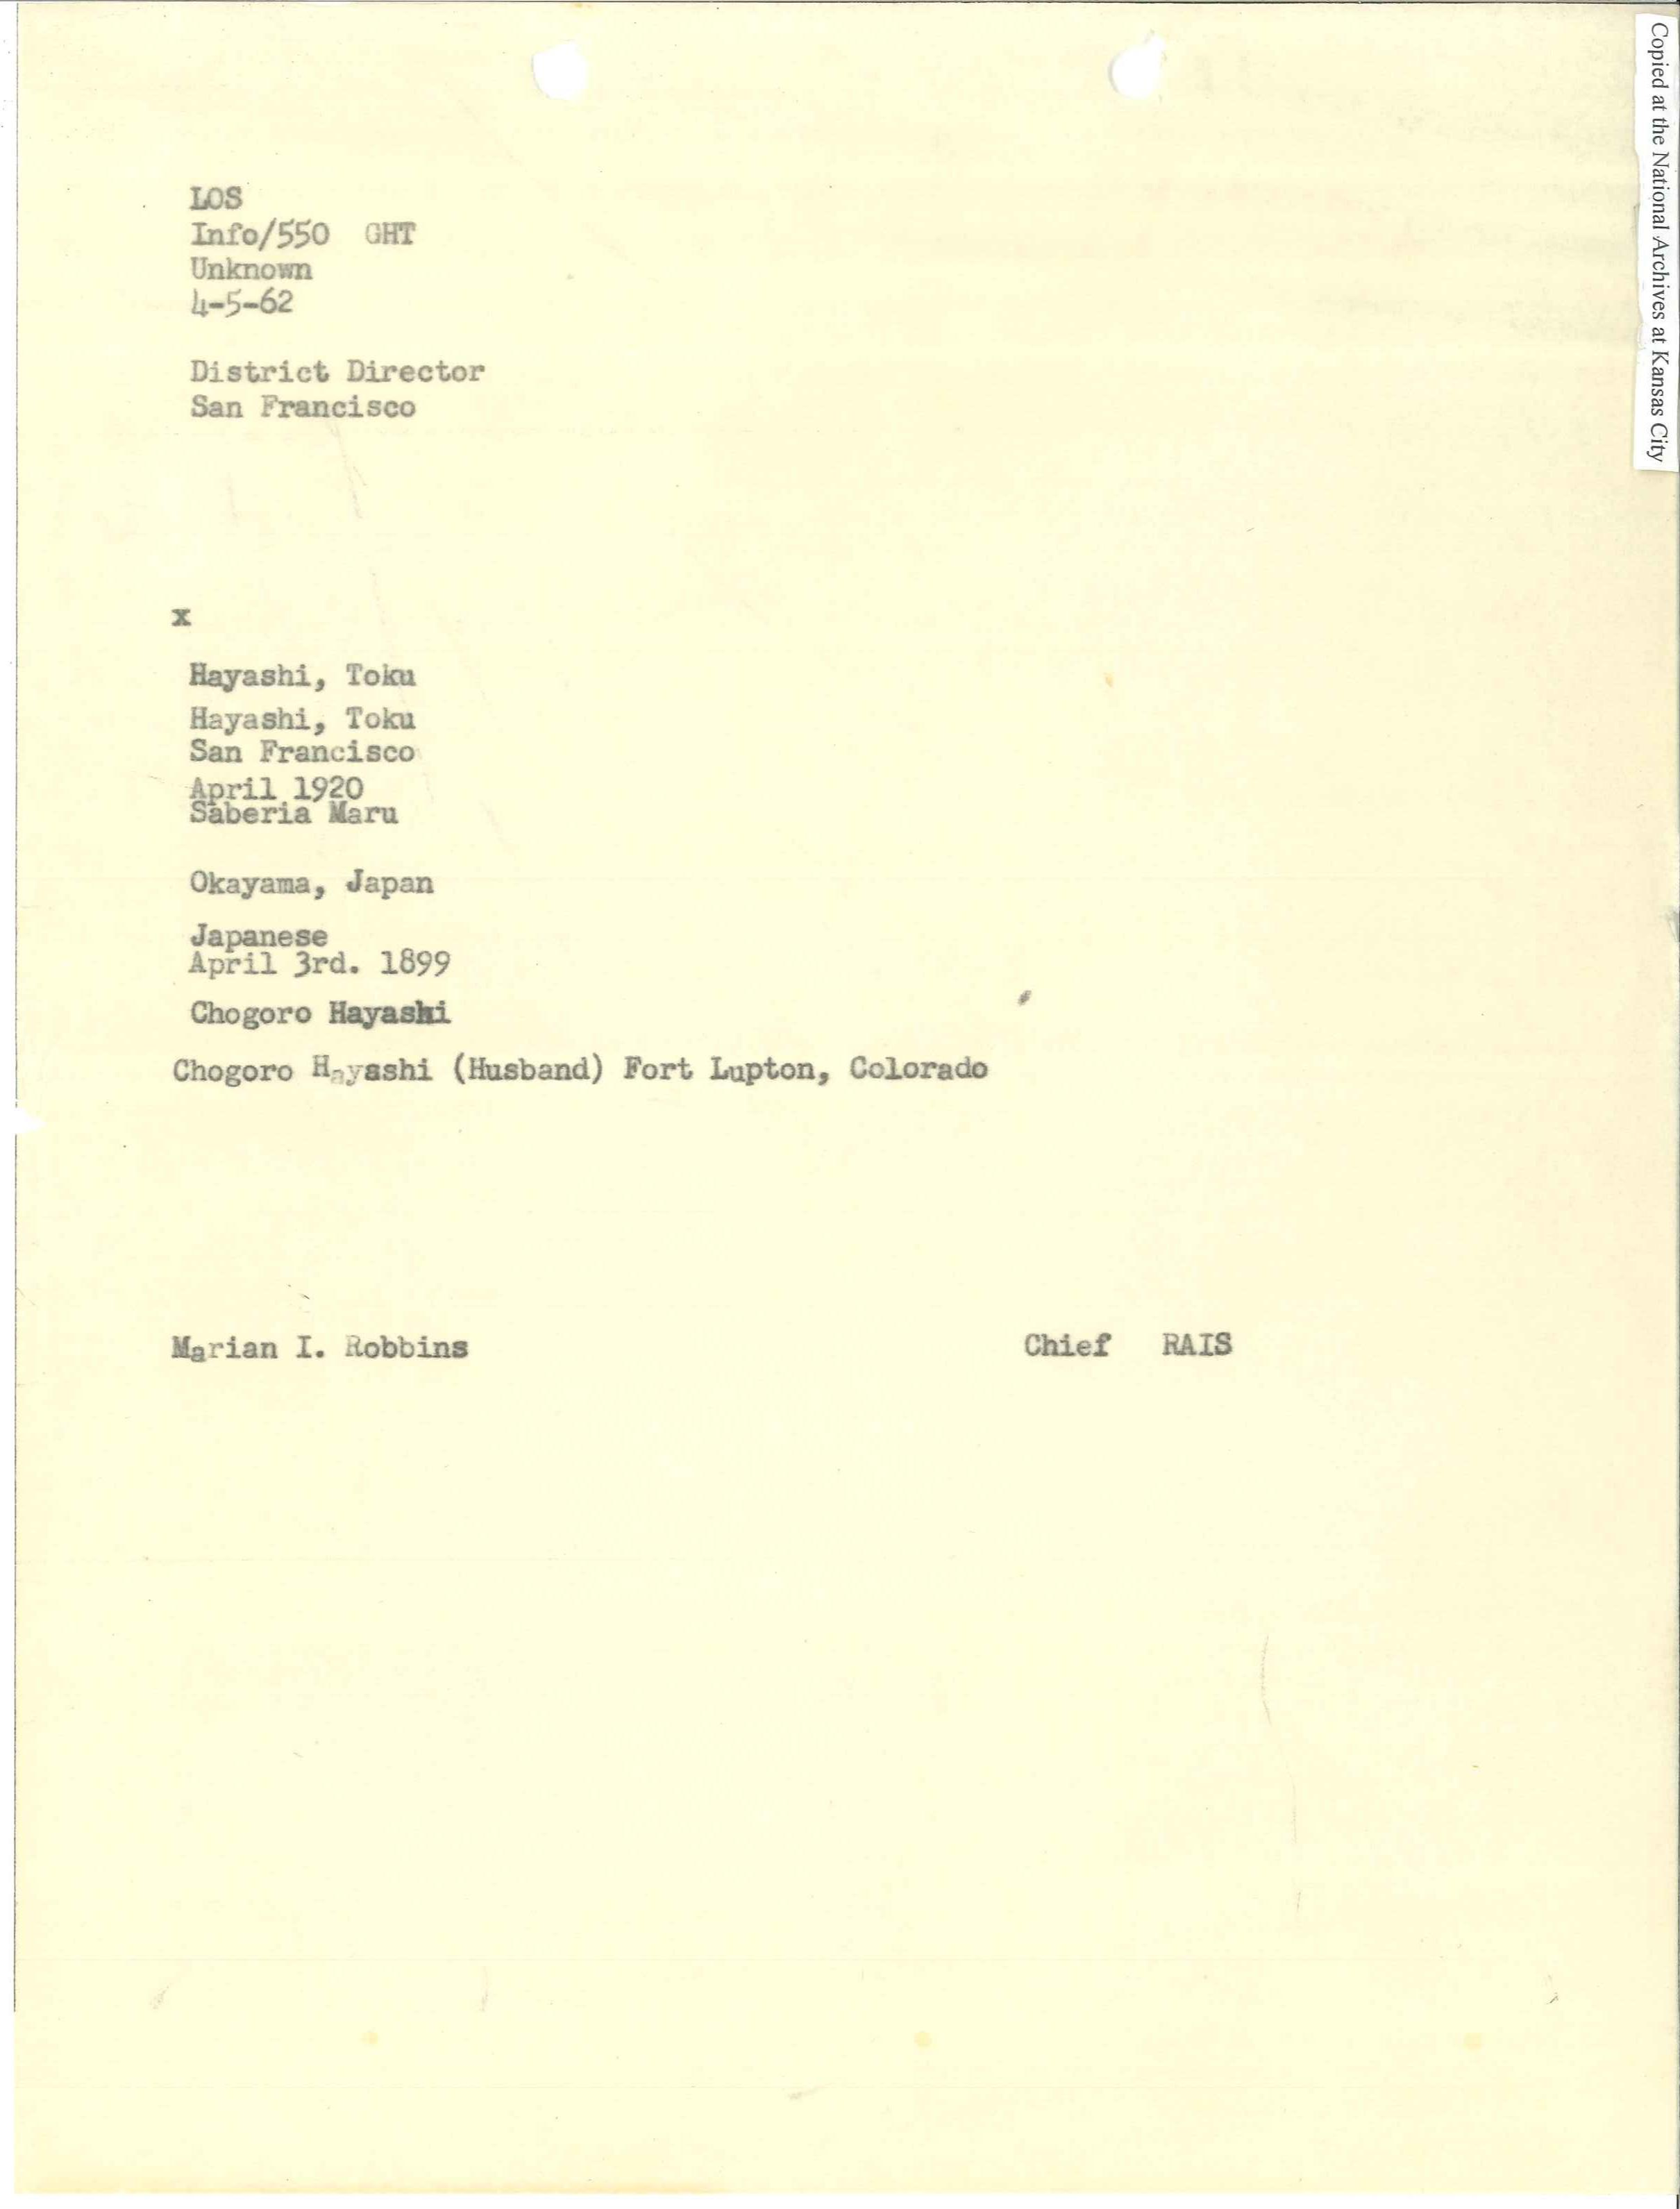 Copied at the National Archives at Kansas City
LOS
Info/550 GHT
Unknown
4-5-62
District Director
San Francisco
x
Hayashi, Toku
Hayashi, Toku
San Francisco
April 1920
Saberia Maru
Okayama, Japan
Japanese
April 3rd. 1899
Chogoro Hayashi
Chogoro Hayashi (Husband) Fort Lupton, Colorado
Marian I. Robbins Chief RAIS